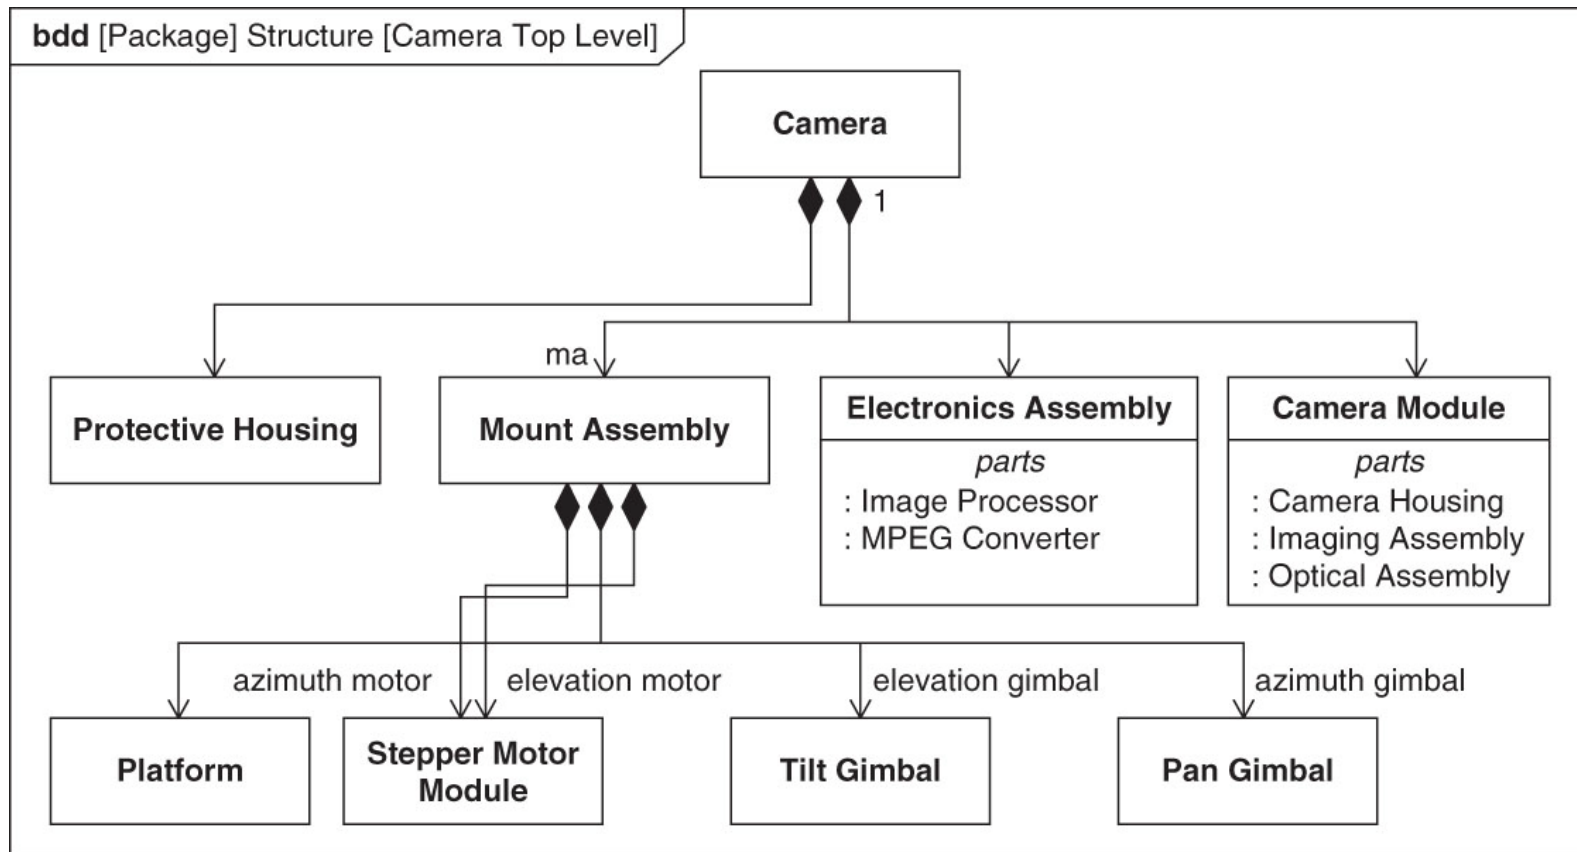 bdd [Package] Structure [Camera Top Level]
Camera
1
ma
Protective Housing
Mount Assembly
Electronics Assembly
parts
: Image Processor
: MPEG Converter
Camera Module
parts
: Camera Housing
: Imaging Assembly
: Optical Assembly
azimuth motor
elevation motor
elevation gimbal
azimuth gimbal
Platform
Stepper Motor
Module
Tilt Gimbal
Pan Gimbal